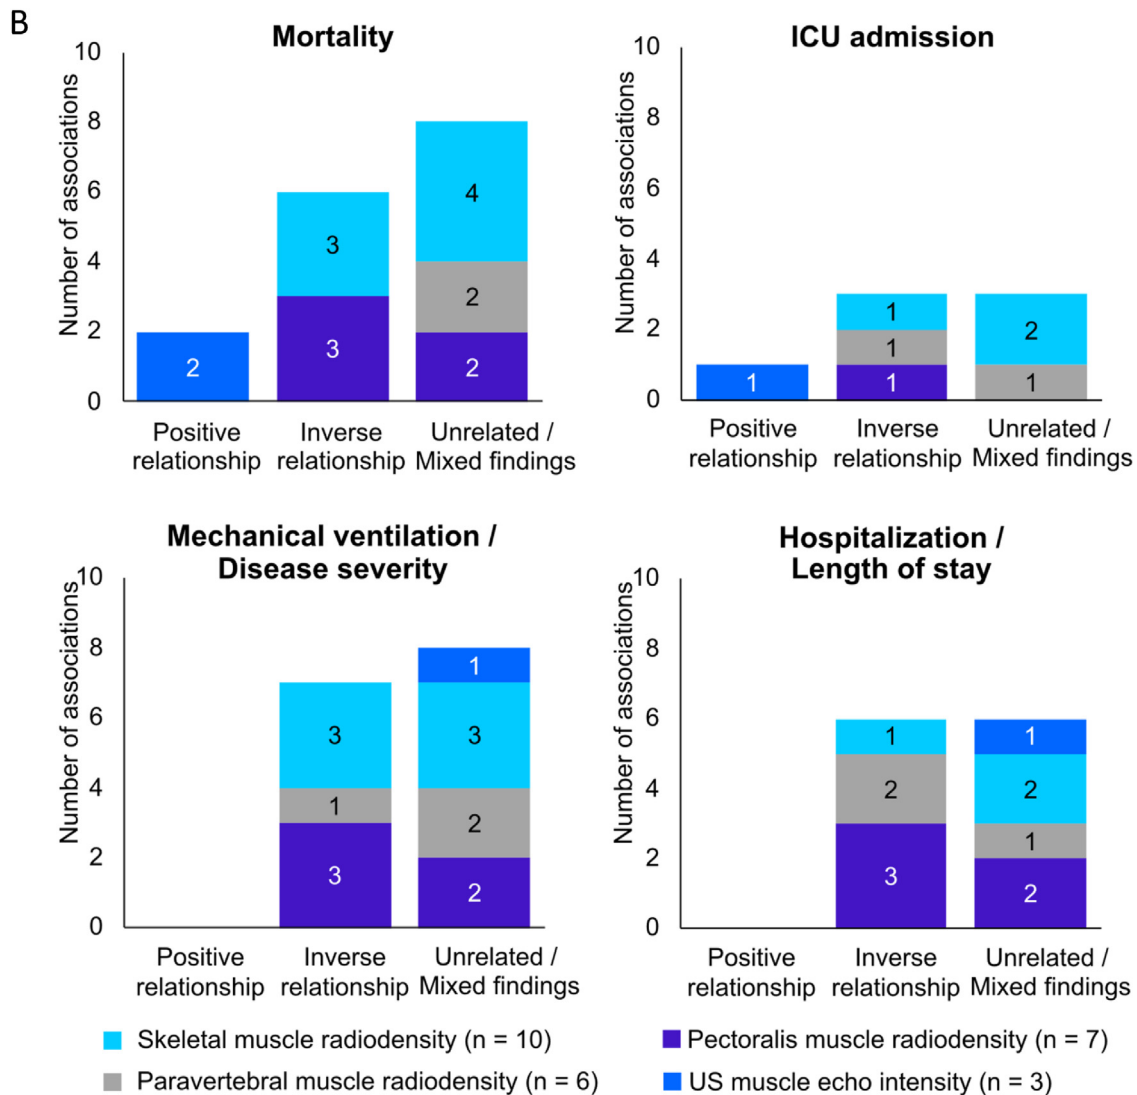 B
Mortality
Number of associations
10
8
6
4
2
0
2
3
3
4
2
2
Positive relationship
Inverse relationship
Unrelated / Mixed findings
ICU admission
Number of associations
10
8
6
4
2
0
1
1
1
1
2
1
Positive relationship
Inverse relationship
Unrelated / Mixed findings
Mechanical ventilation /
Disease severity
Number of associations
10
8
6
4
2
0
3
1
3
1
3
2
2
Positive relationship
Inverse relationship
Unrelated / Mixed findings
Hospitalization /
Length of stay
Number of associations
10
8
6
4
2
0
1
2
3
1
2
1
2
Positive relationship
Inverse relationship
Unrelated / Mixed findings
Skeletal muscle radiodensity (n = 10)
Pectoralis muscle radiodensity (n = 7)
Paravertebral muscle radiodensity (n = 6)
US muscle echo intensity (n = 3)